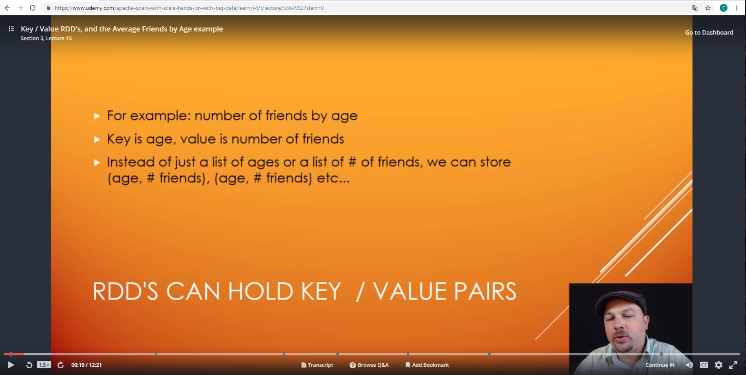 Key / Value RDD's, and the Average Friends by Age example
Section 3, Lecture 15
Go to Dashboard
For example: number of friends by age
Key is age, value is number of friends
Instead of just a list of ages or a list of # of friends, we can store
(age, # friends), (age, # friends) etc...
RDD'S CAN HOLD KEY / VALUE PAIRS
00:19 / 12:21
Transcript
Browse Q&A
Add Bookmark
Continue